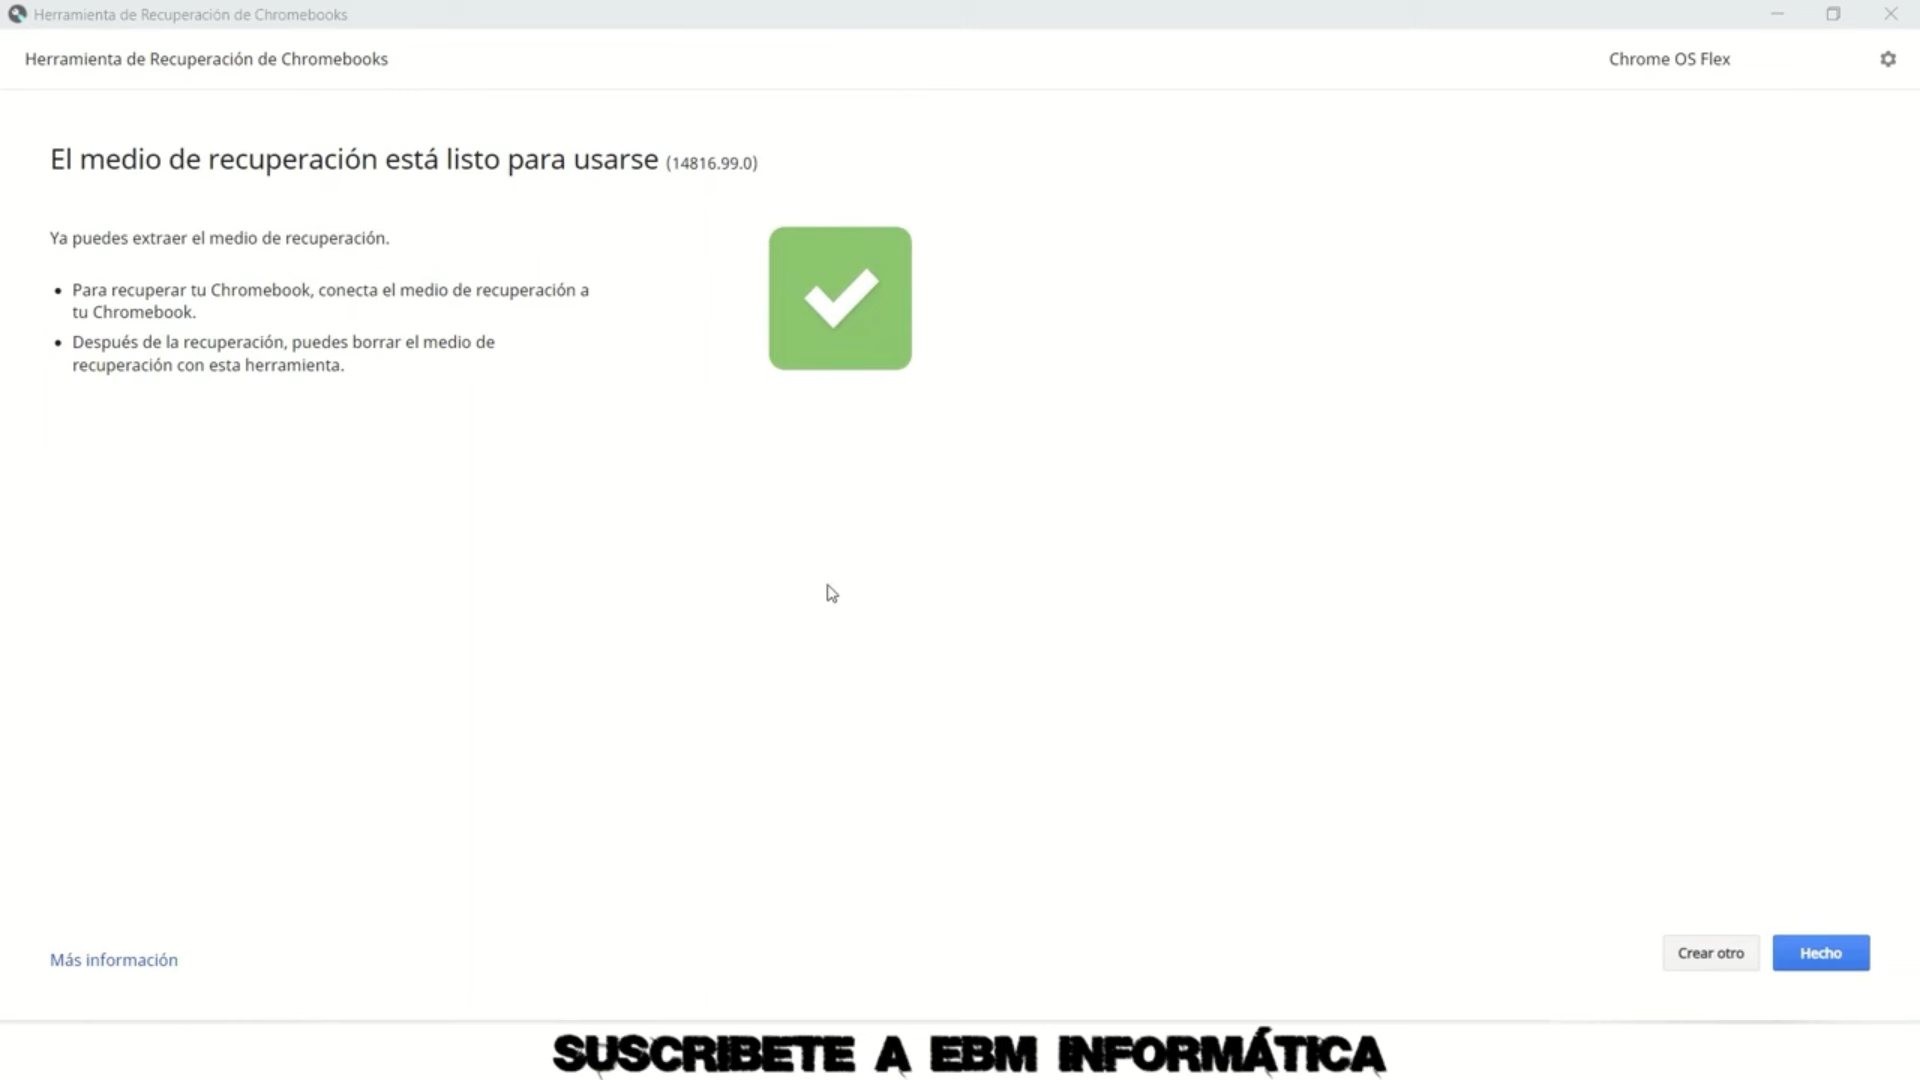 Herramienta de Recuperación de Chromebooks
Herramienta de Recuperación de Chromebooks
Chrome OS Flex
El medio de recuperación está listo para usarse (14816.99.0)
Ya puedes extraer el medio de recuperación.
Para recuperar tu Chromebook, conecta el medio de recuperación a
tu Chromebook.
Después de la recuperación, puedes borrar el medio de
recuperación con esta herramienta.
Más información
Crear otro
Hecho
SUSCRIBETE A EBM INFORMÁTICA